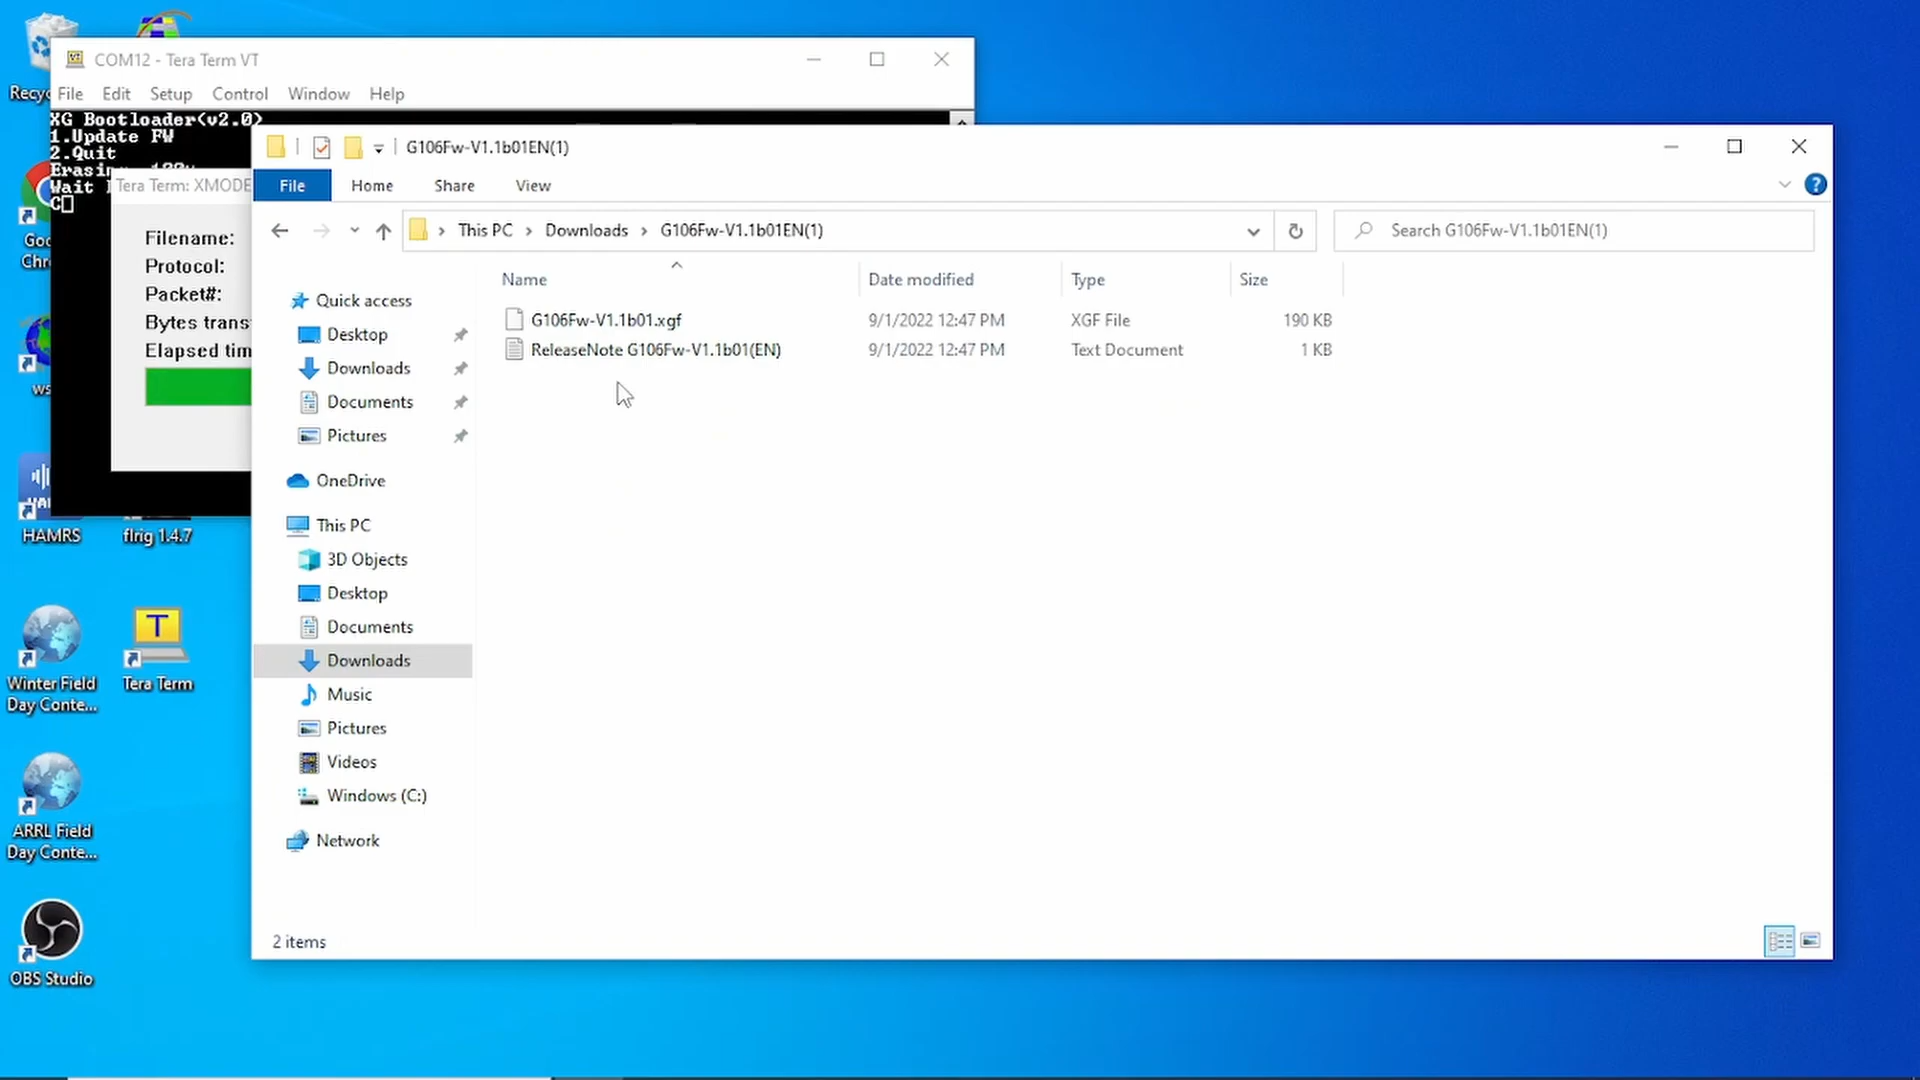 Recyc
COM12 - Tera Term VT
File Edit Setup Control Window Help
XG Bootloader(v2.0)
1.Update FW
2.Quit
Wait
C
Tera Term: XMODE
Filename:
Protocol:
Packet#:
Bytes trans
Elapsed tim
G106Fw-V1.1b01EN(1)
File Home Share View
This PC Downloads G106Fw-V1.1b01EN(1)
Search G106Fw-V1.1b01EN(1)
Name Date modified Type Size
G106Fw-V1.1b01.xgf 9/1/2022 12:47 PM XGF File 190 KB
ReleaseNote G106Fw-V1.1b01(EN) 9/1/2022 12:47 PM Text Document 1 KB
Quick access
Desktop
Downloads
Documents
Pictures
OneDrive
This PC
3D Objects
Desktop
Documents
Downloads
Music
Pictures
Videos
Windows (C:)
Network
2 items
Goo
Chr
ws
HAMRS
flrig 1.4.7
Winter Field
Day Conte...
T
Tera Term
ARRL Field
Day Conte...
OBS Studio